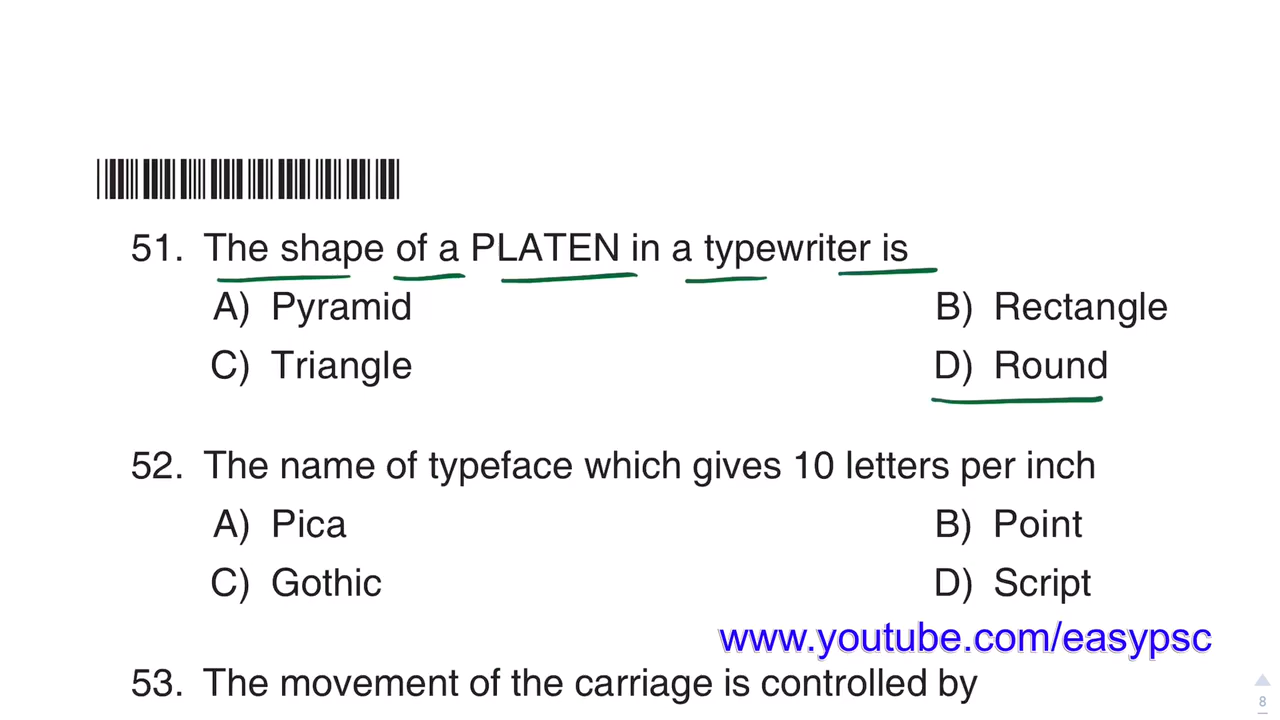 51. The shape of a PLATEN in a typewriter is
A) Pyramid B) Rectangle
C) Triangle D) Round
52. The name of typeface which gives 10 letters per inch
A) Pica B) Point
C) Gothic D) Script
www.youtube.com/easypsc
53. The movement of the carriage is controlled by
8